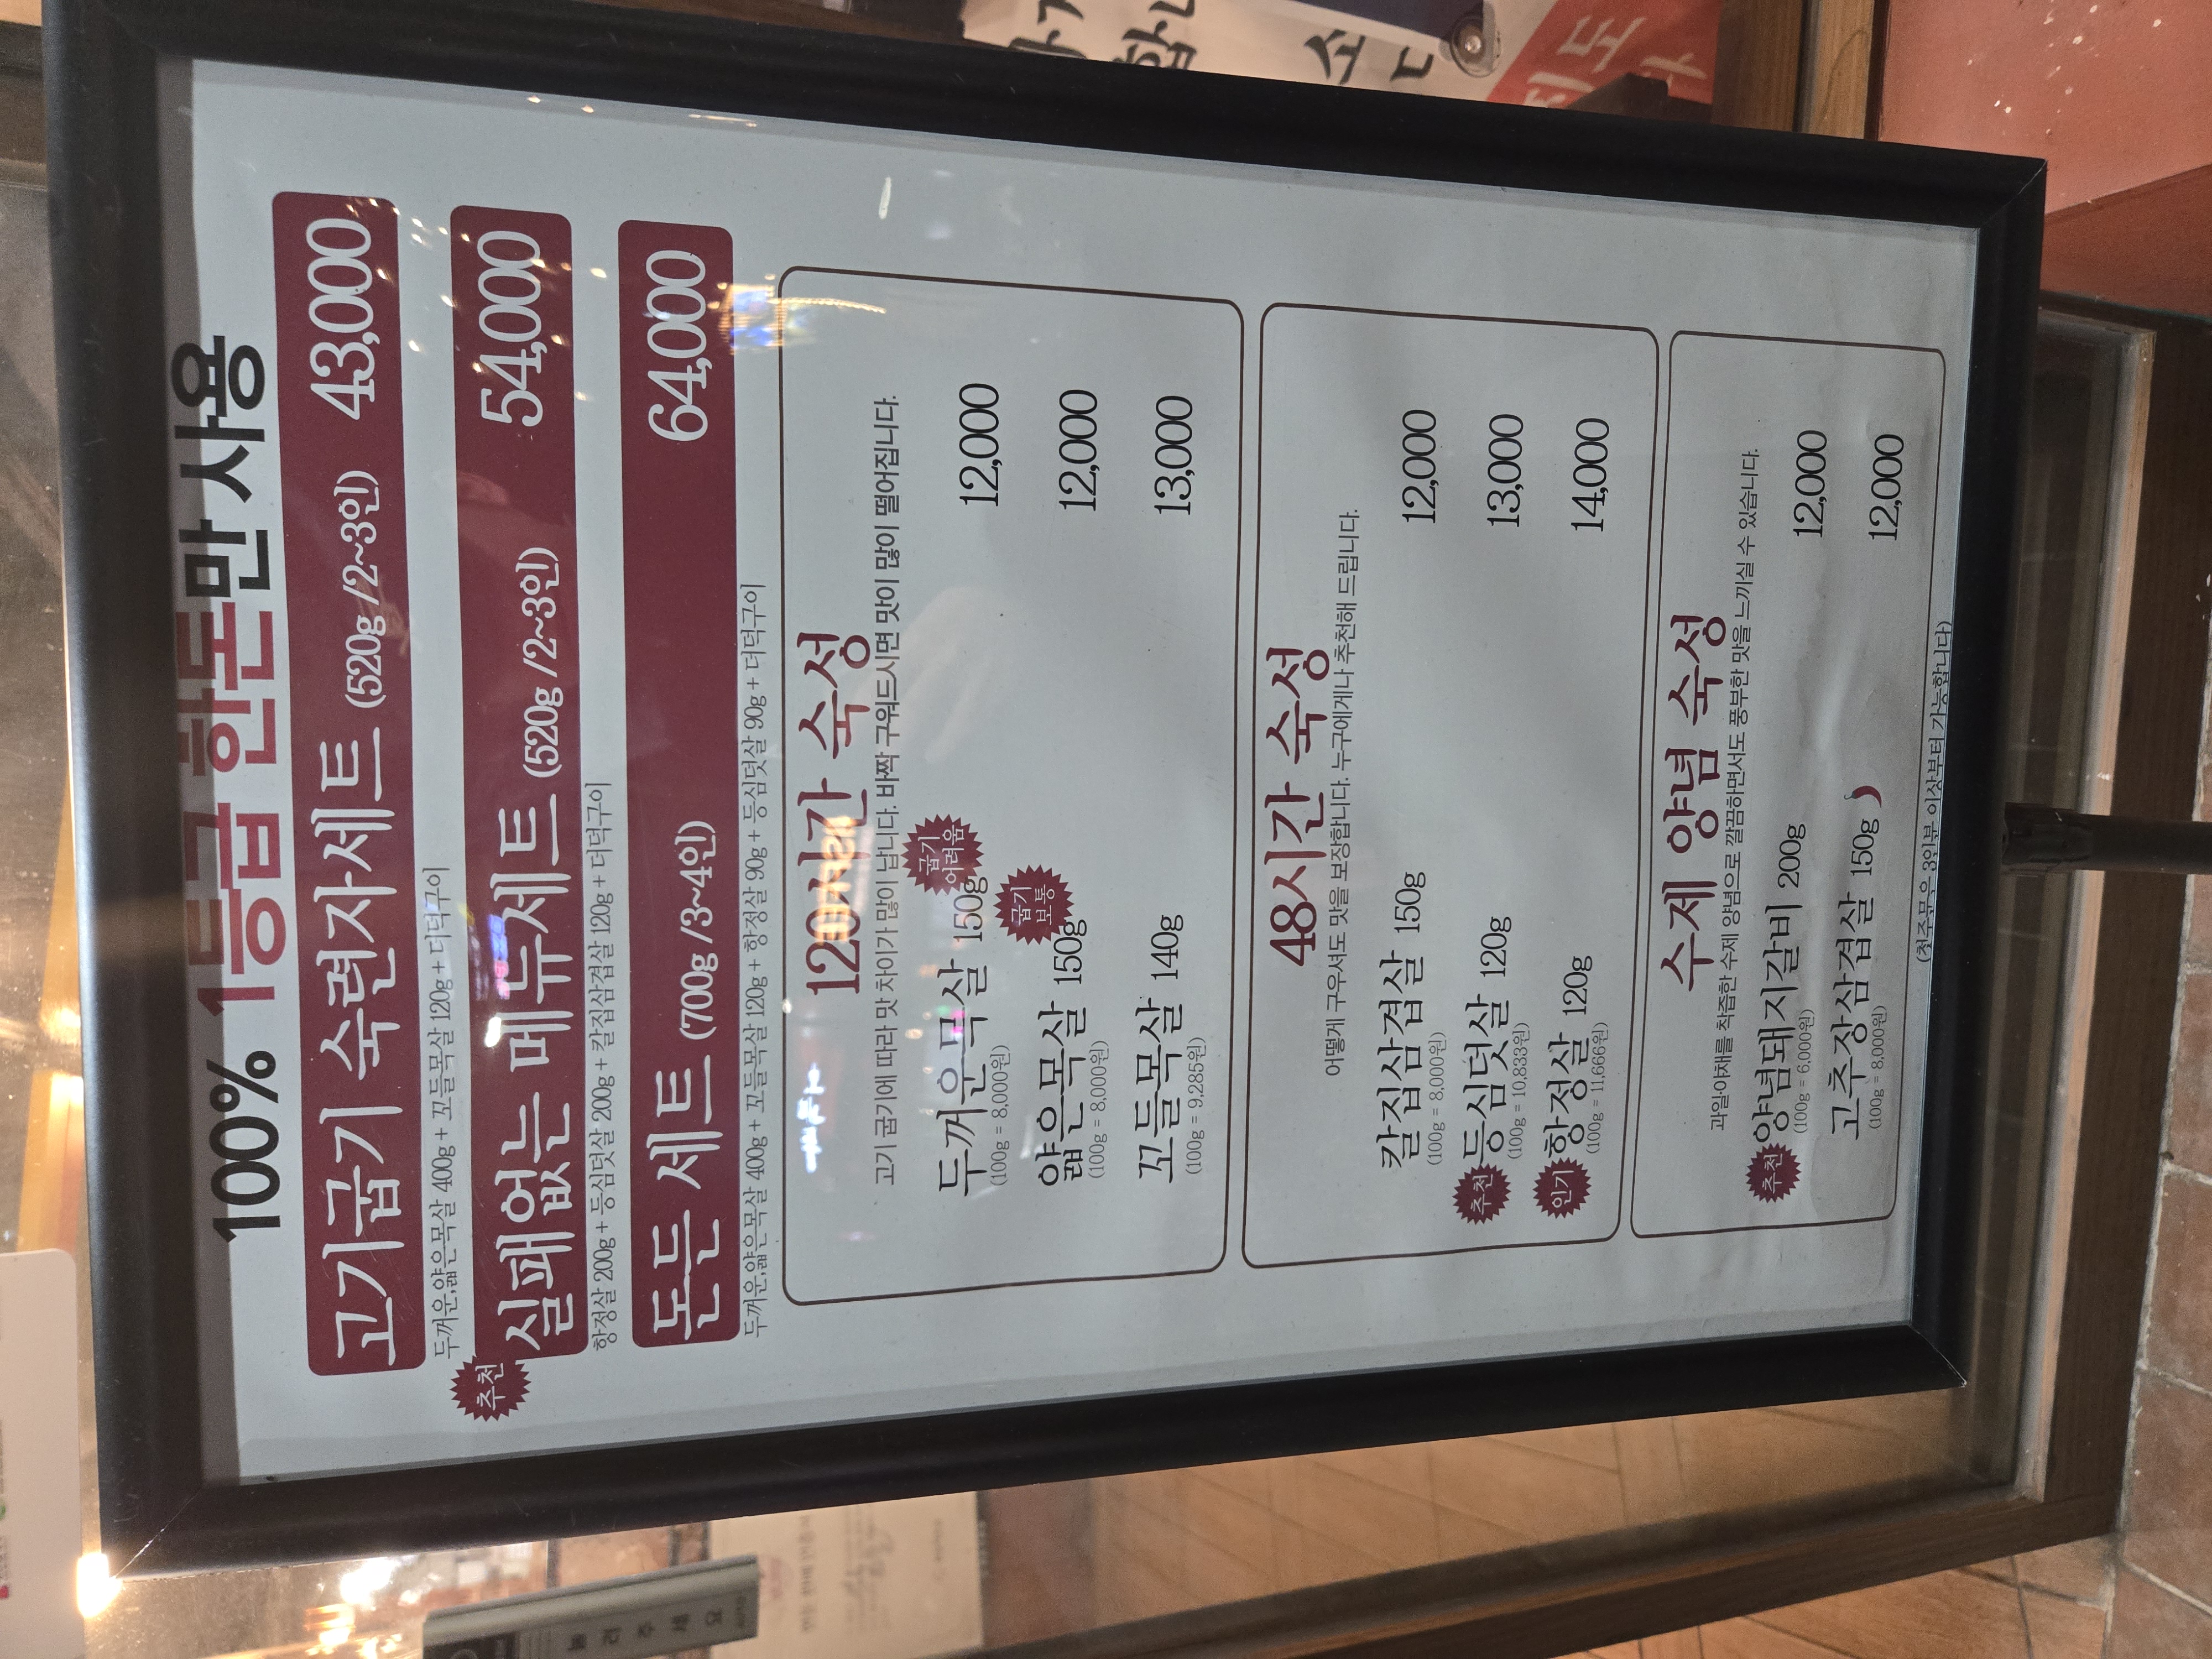 100% 1등급 한돈만 사용
고기굽기 숙련자세트 (520g /2~3인) 43,000
두꺼운,얇은목살 400g + 꼬들목살 120g + 더덕구이
추천
실패없는 메뉴세트 (520g /2~3인) 54,000
항정살 200g + 등심덧살 200g + 칼집삼겹살 120g + 더덕구이
돈든 세트 (700g /3~4인) 64,000
두꺼운,얇은목살 400g + 꼬들목살 120g + 항정살 90g + 등심덧살 90g + 더덕구이
120시간 숙성
고기 굽기에 따라 맛 차이가 많이 납니다. 바짝 구워드시면 맛이 많이 떨어집니다.
굽기
어려움
두꺼운목살 150g 12,000
(100g = 8,000원)
굽기
보통
얇은목살 150g 12,000
(100g = 8,000원)
꼬들목살 140g 13,000
(100g = 9,285원)
48시간 숙성
어떻게 구우셔도 맛을 보장합니다. 누구에게나 추천해 드립니다.
칼집삼겹살 150g 12,000
(100g = 8,000원)
추천 등심덧살 120g 13,000
(100g = 10,833원)
인기 항정살 120g 14,000
(100g = 11,666원)
수제 양념 숙성
과일·야채를 착즙한 수제 양념으로 깔끔하면서도 풍부한 맛을 느끼실 수 있습니다.
추천 양념돼지갈비 200g 12,000
(100g = 6,000원)
고추장삼겹살 150g 12,000
(100g = 8,000원)
(첫주문은 3인분 이상부터 가능합니다)
눌러주세요